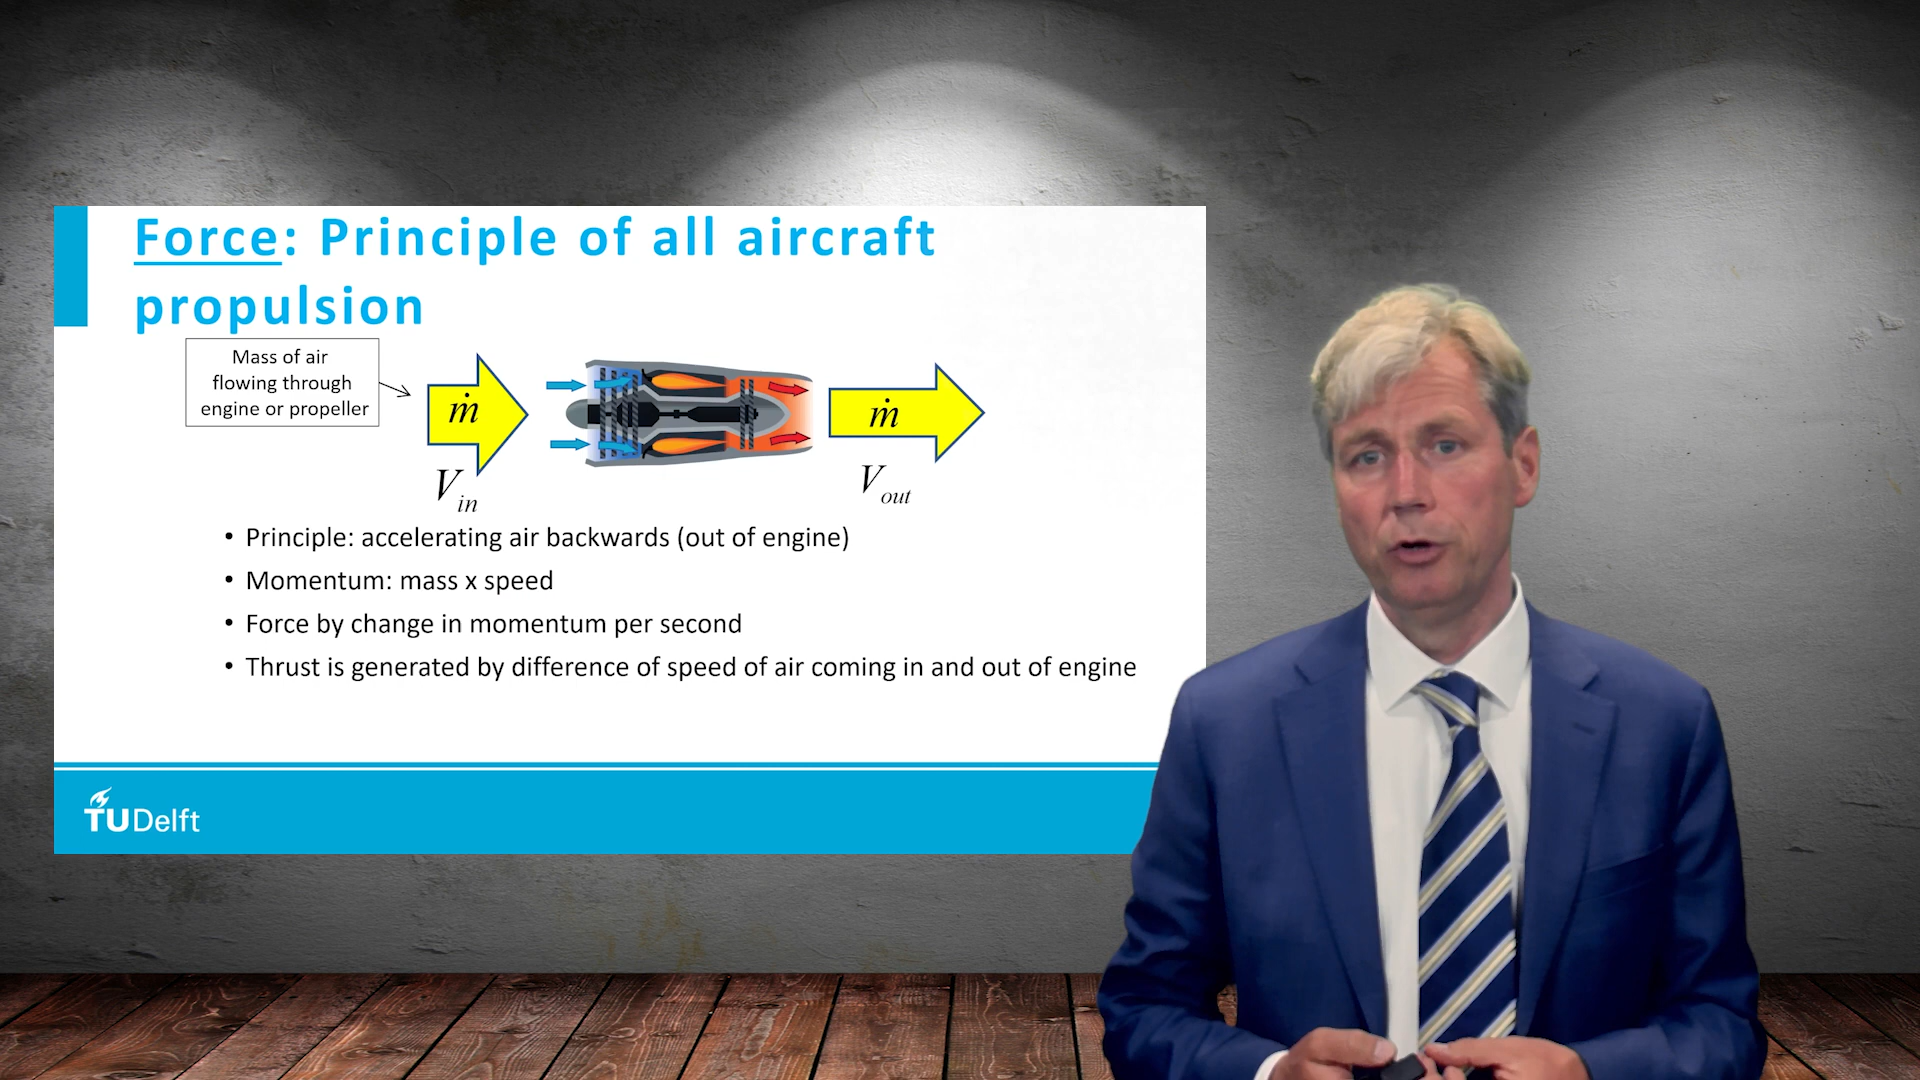 Force: Principle of all aircraft
propulsion
Mass of air
flowing through
engine or propeller
ṁ
ṁ
V_in
V_out
• Principle: accelerating air backwards (out of engine)
• Momentum: mass x speed
• Force by change in momentum per second
• Thrust is generated by difference of speed of air coming in and out of engine
TUDelft